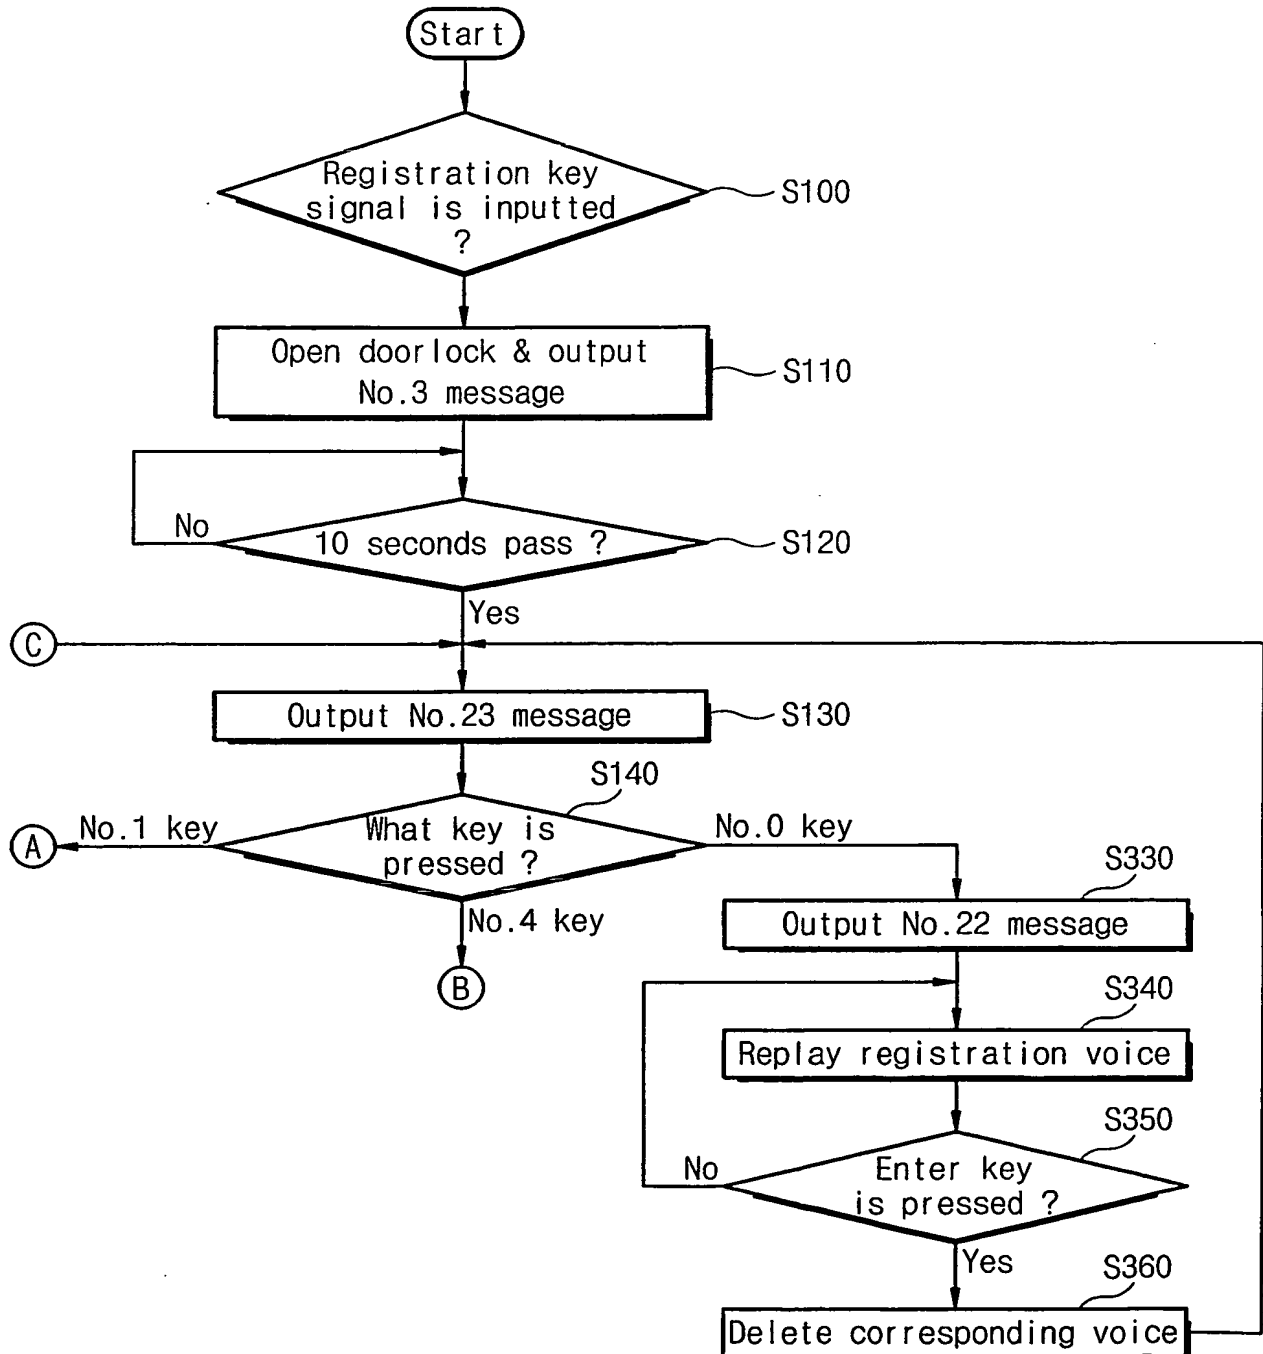 Start
Registration key
signal is inputted
?
S100
Open doorlock & output
No.3 message
S110
No
10 seconds pass ?
S120
Yes
C
Output No.23 message
S130
S140
No.1 key
What key is
pressed ?
No.0 key
A
No.4 key
B
S330
Output No.22 message
S340
Replay registration voice
S350
No
Enter key
is pressed ?
Yes
S360
Delete corresponding voice